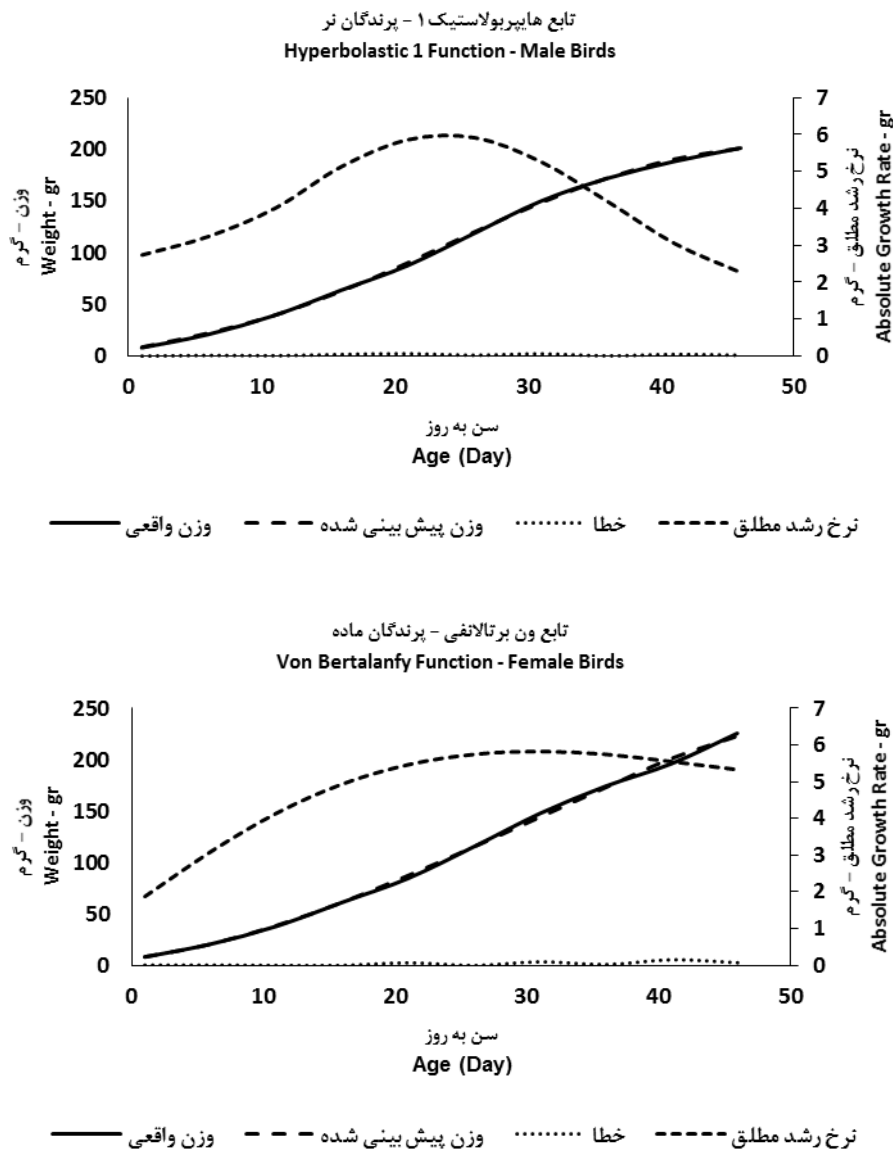 تابع هایپربولاستیک ۱ - پرندگان نر
Hyperbolastic 1 Function - Male Birds
250
200
150
100
50
0
7
6
5
4
3
2
1
0
وزن – گرم
Weight - gr
نرخ رشد مطلق – گرم
Absolute Growth Rate - gr
0 10 20 30 40 50
سن به روز
Age (Day)
وزن واقعی وزن پیش بینی شده خطا نرخ رشد مطلق
تابع ون برتالانفی - پرندگان ماده
Von Bertalanfy Function - Female Birds
250
200
150
100
50
0
7
6
5
4
3
2
1
0
وزن – گرم
Weight - gr
نرخ رشد مطلق – گرم
Absolute Growth Rate - gr
0 10 20 30 40 50
سن به روز
Age (Day)
وزن واقعی وزن پیش بینی شده خطا نرخ رشد مطلق